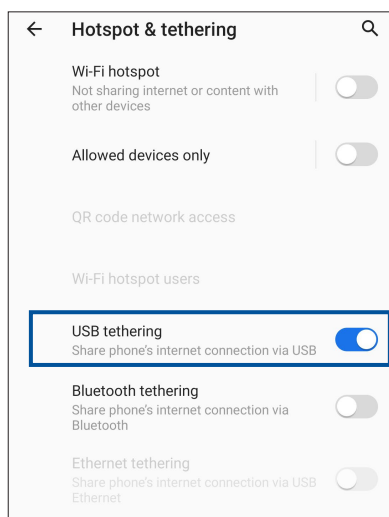 Hotspot & tethering
Wi-Fi hotspot
Not sharing internet or content with
other devices
Allowed devices only
QR code network access
Wi-Fi hotspot users
USB tethering
Share phone's internet connection via USB
Bluetooth tethering
Share phone's internet connection via
Bluetooth
Ethernet tethering
Share phone's internet connection via USB
Ethernet